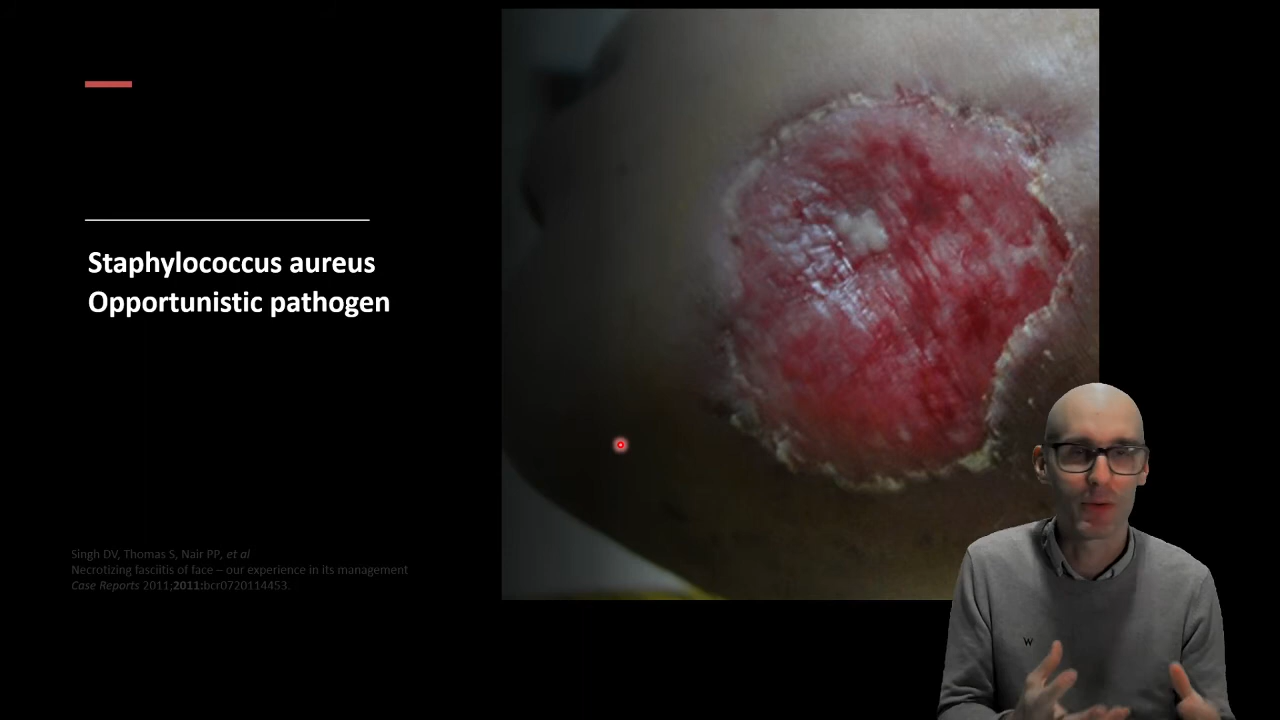 Staphylococcus aureus
Opportunistic pathogen
Singh DV, Thomas S, Nair PP, et al
Necrotizing fasciitis of face – our experience in its management
Case Reports 2011;2011:bcr0720114453.
W